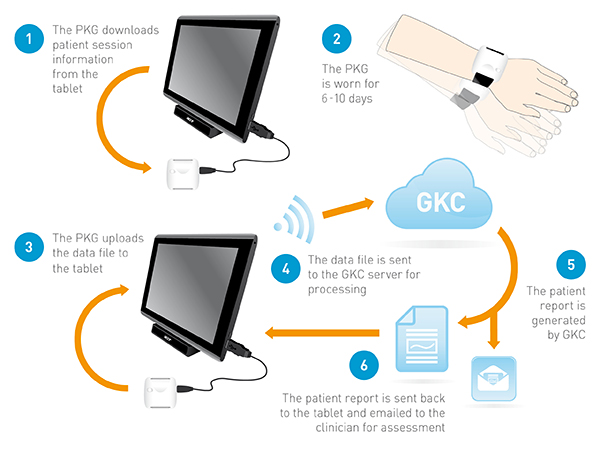 1
The PKG downloads
patient session
information
from the
tablet
2
The PKG
is worn for
6-10 days
acer
3
The PKG uploads
the data file to
the tablet
GKC
4
The data file is sent
to the GKC server for
processing
5
The patient
report is
generated
by GKC
acer
6
The patient report is sent back
to the tablet and emailed to the
clinician for assessment